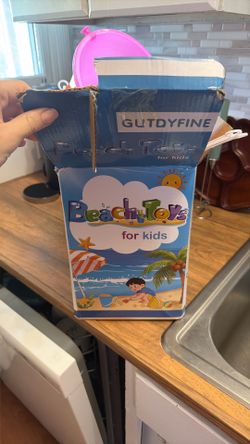 GUTDYFINE
Beach Toys
for kids
Beach Toys
for kids